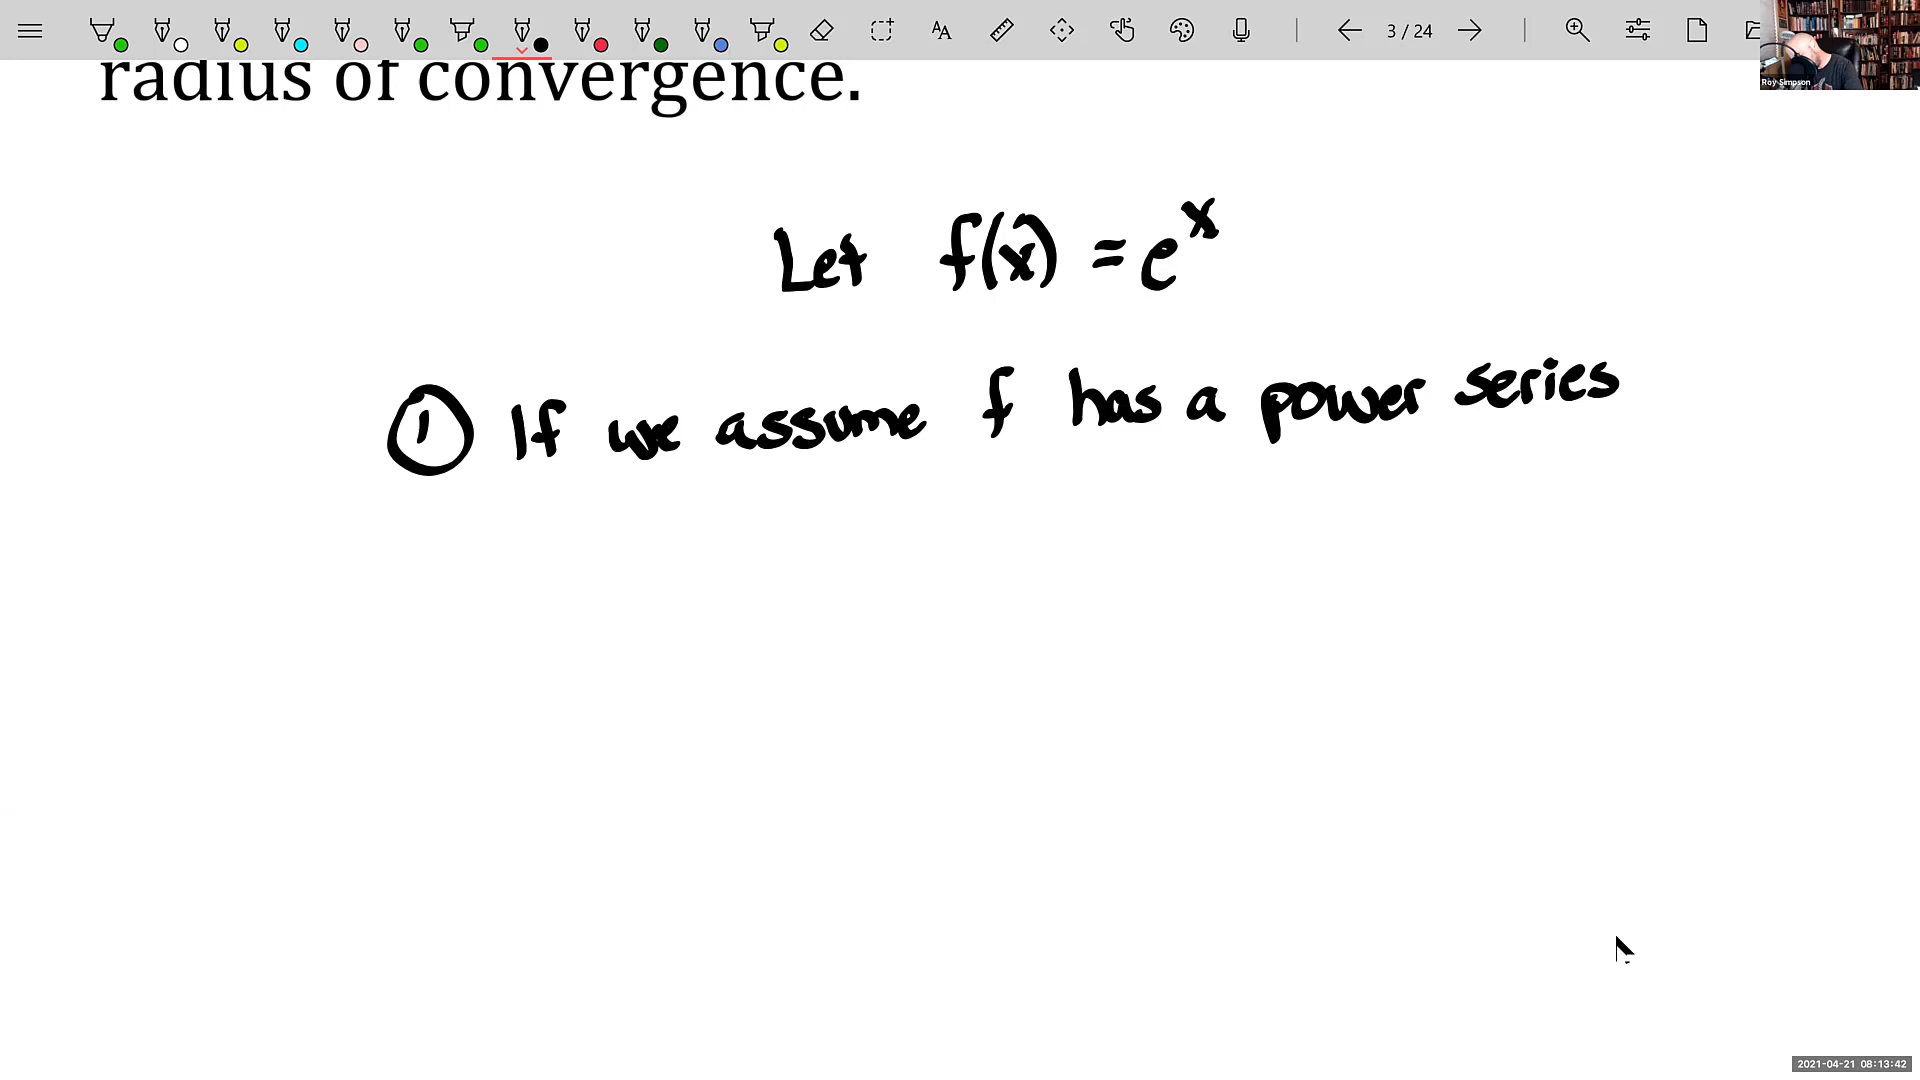 3 / 24
Roy Simpson
radius of convergence.
Let f(x) = e^x
① If we assume f has a power series
2021-04-21 08:13:42